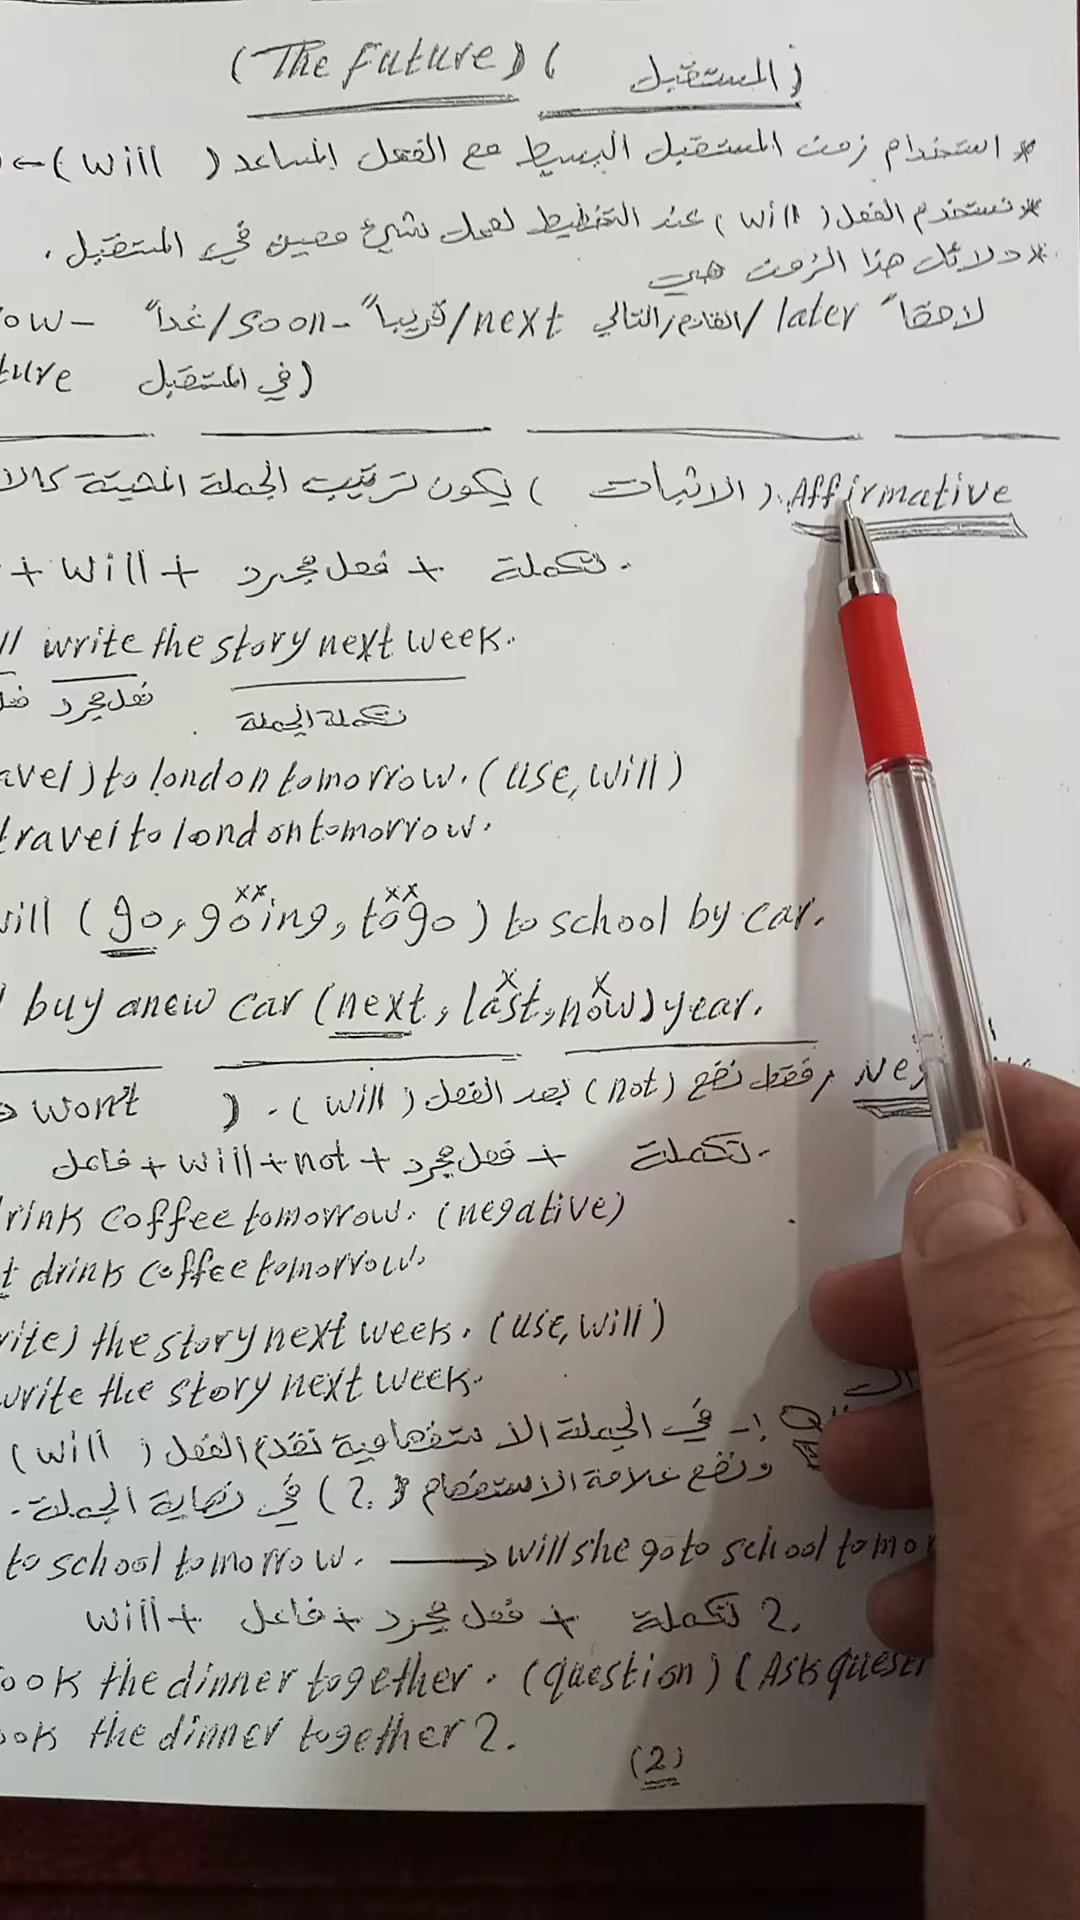 (The Future) ( المستقبل )
* استخدام زمن المستقبل البسيط مع الفعل المساعد ( will ) ←
* نستخدم الفعل ( will ) عند التخطيط لعمل شيئ معين في المستقبل .
* دلائل هذا الزمن هي
ow- غداً /soon- قريباً /next القادم/التالي / later لاحقاً
ture في المستقبل )
Affirmative ( الاثبات ) يكون ترتيب الجملة المثبتة كالا
+ will + فعل مجرد + تكملة .
ll write the story next week.
فعل مجرد تكملة الجملة
avel) to london tomorrow. (use, will)
travel to london tomorrow.
will (go, going, to go) to school by car.
buy a new car (next, last, now) year.
Ne , فقط نضع (not) بعد الفعل (will) . ( won't
فاعل + will + not + فعل مجرد + تكملة .
rink coffee tomorrow. (negative)
t drink coffee tomorrow.
rite) the story next week. (use, will)
write the story next week.
Q :- في الجملة الاستفهامية نقدم الفعل ( will )
ونضع علامة الاستفهام ( ? ) في نهاية الجملة .
to school tomorrow. → will she go to school tomo
will + فاعل + فعل مجرد + تكملة ?.
ook the dinner together. (question) (Ask quest
ook the dinner together ?.
(2)